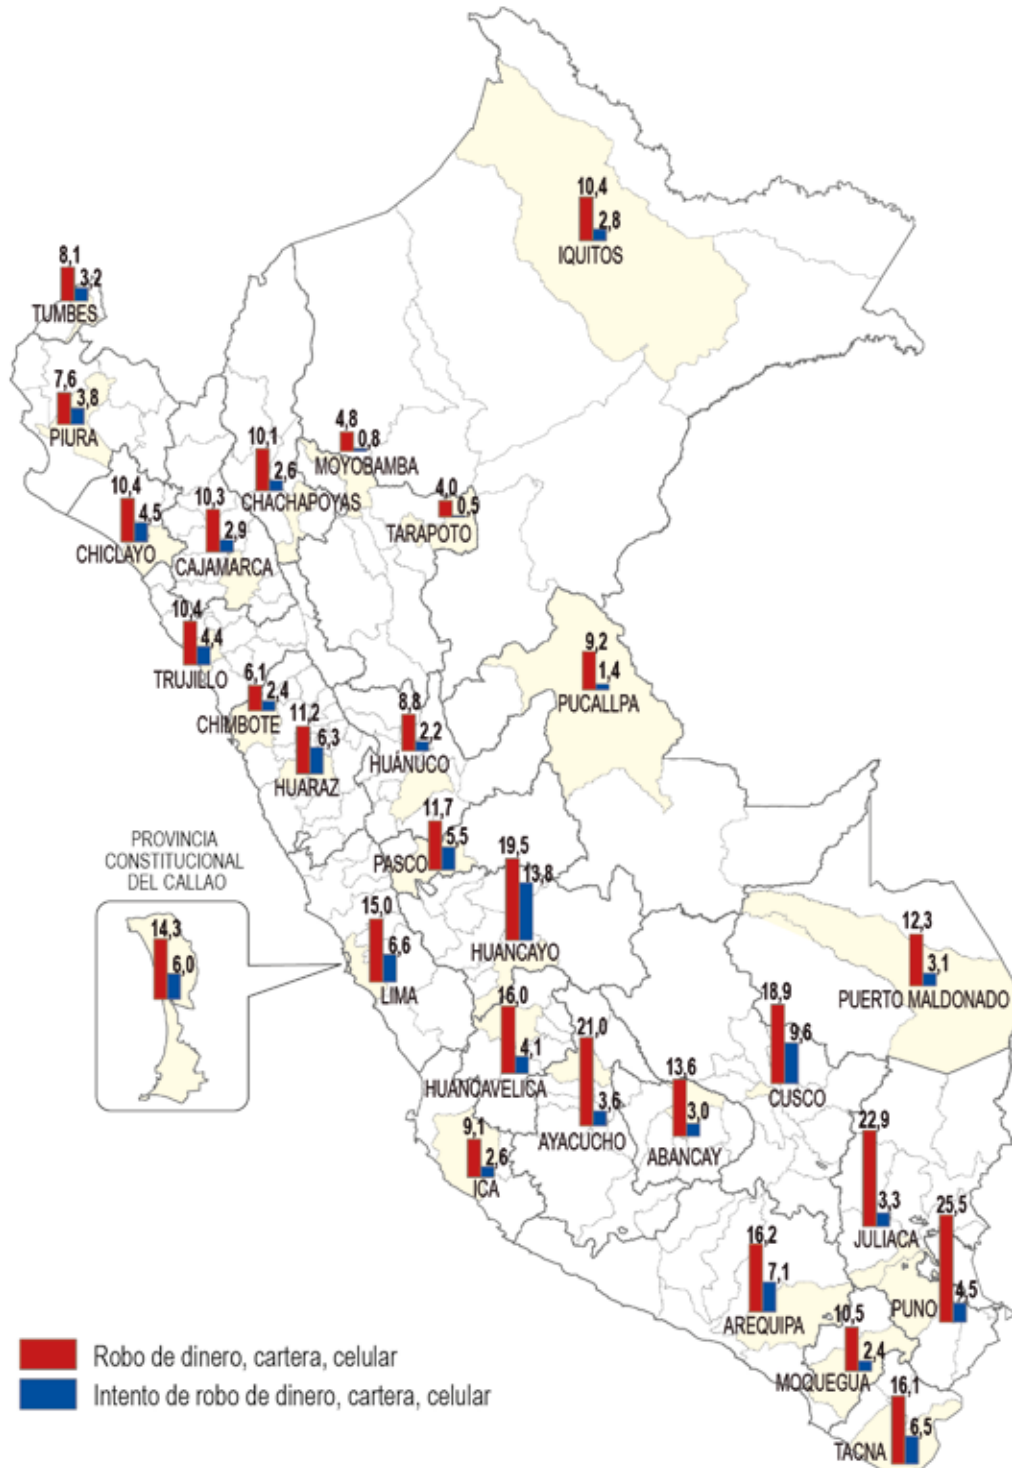 10,4
2,8
IQUITOS
8,1
3,2
TUMBES
7,6
3,8
PIURA
4,8
0,8
MOYOBAMBA
10,1
2,6
CHACHAPOYAS
4,0
0,5
TARAPOTO
10,4
4,5
CHICLAYO
10,3
2,9
CAJAMARCA
10,4
4,4
TRUJILLO
9,2
1,4
PUCALLPA
6,1
2,4
CHIMBOTE
11,2
6,3
HUARAZ
8,8
2,2
HUÁNUCO
11,7
5,5
PASCO
19,5
13,8
HUANCAYO
PROVINCIA
CONSTITUCIONAL
DEL CALLAO
14,3
6,0
15,0
6,6
LIMA
12,3
3,1
PUERTO MALDONADO
16,0
4,1
HUANCAVELICA
21,0
3,6
AYACUCHO
13,6
3,0
ABANCAY
18,9
9,6
CUSCO
9,1
2,6
ICA
22,9
3,3
JULIACA
25,5
4,5
PUNO
16,2
7,1
AREQUIPA
10,5
2,4
MOQUEGUA
16,1
6,5
TACNA
Robo de dinero, cartera, celular
Intento de robo de dinero, cartera, celular